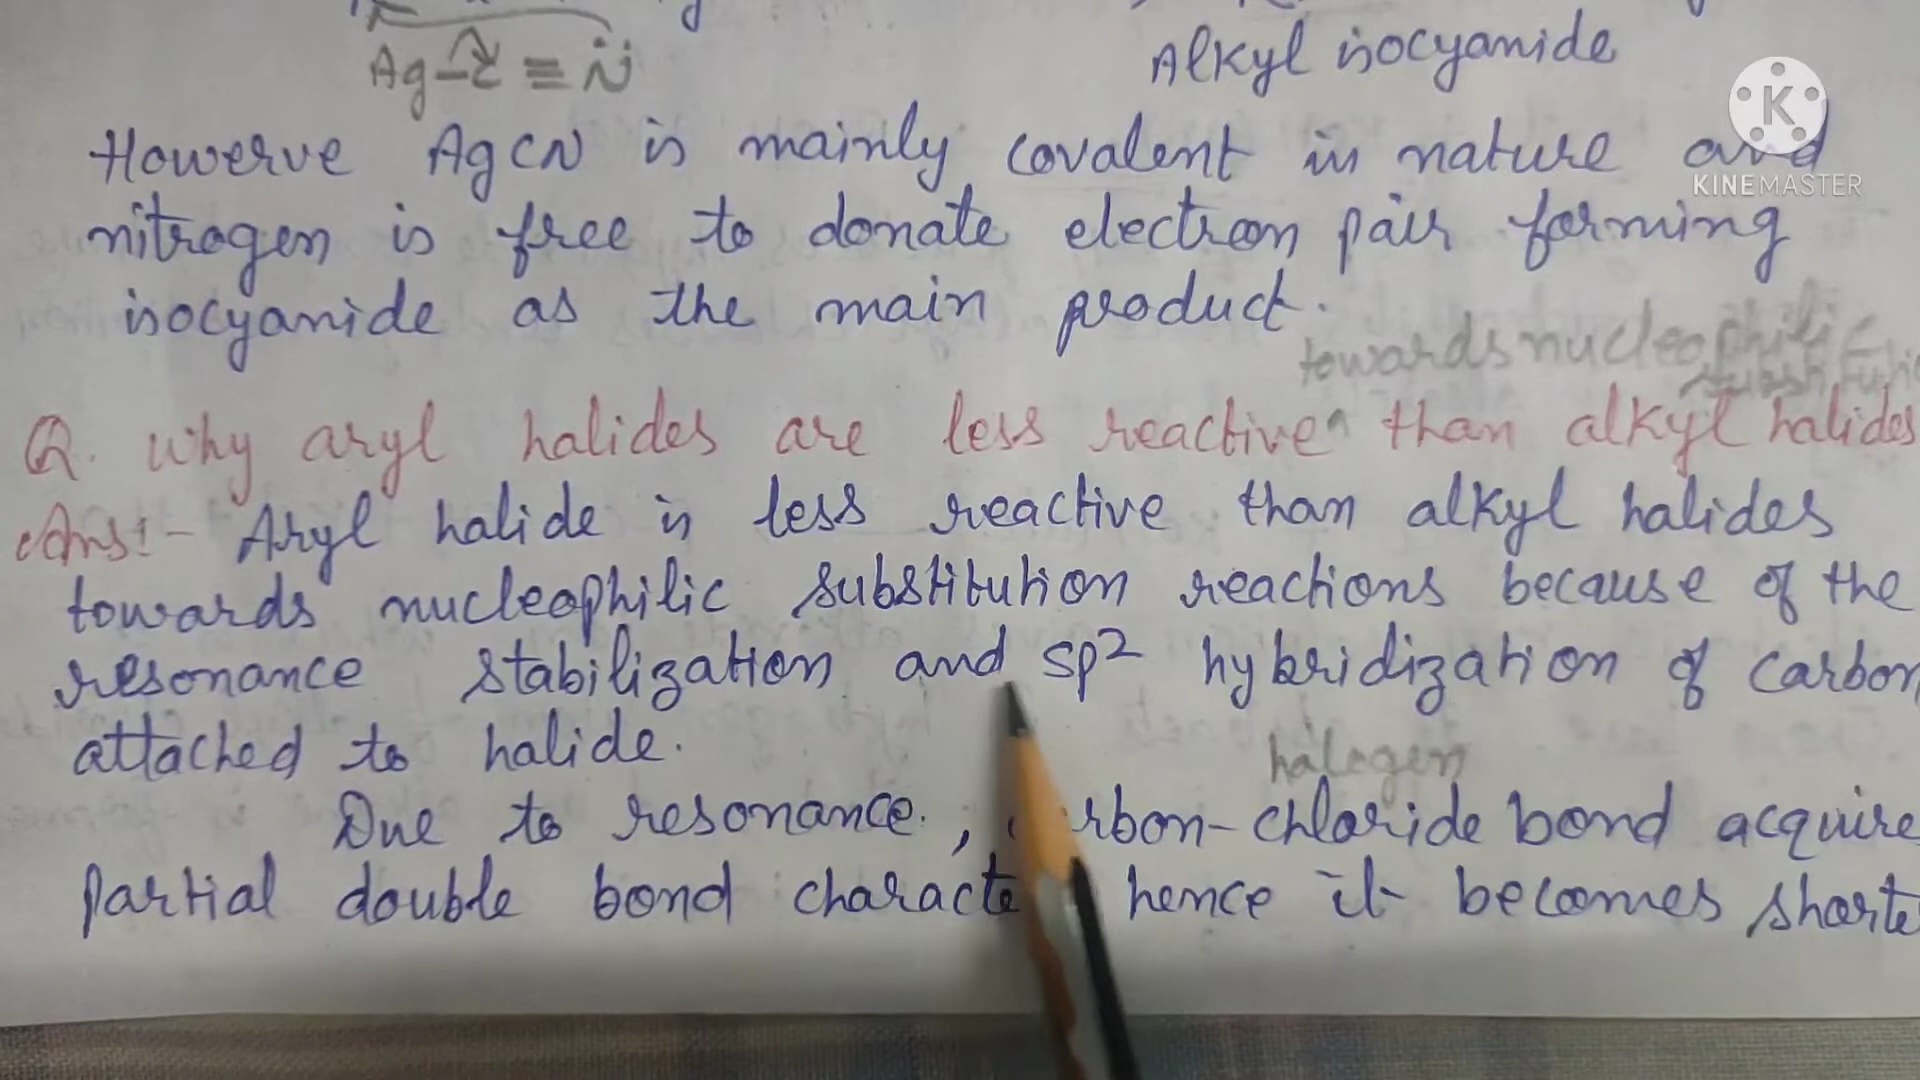 Ag-C≡N:
Alkyl isocyanide
Howerve AgCN is mainly covalent in nature and
nitrogen is free to donate electron pair forming
isocyanide as the main product.
towards nucleophilic
Q. Why aryl halides are less reactive^ than alkyl halides
Ans:- Aryl halide is less reactive than alkyl halides
towards nucleophilic substitution reactions because of the
resonance stabilization and sp² hybridization of carbon
attached to halide.
halogen
Due to resonance, rbon-chloride bond acquire
partial double bond characte hence it becomes shorte
K
KINEMASTER